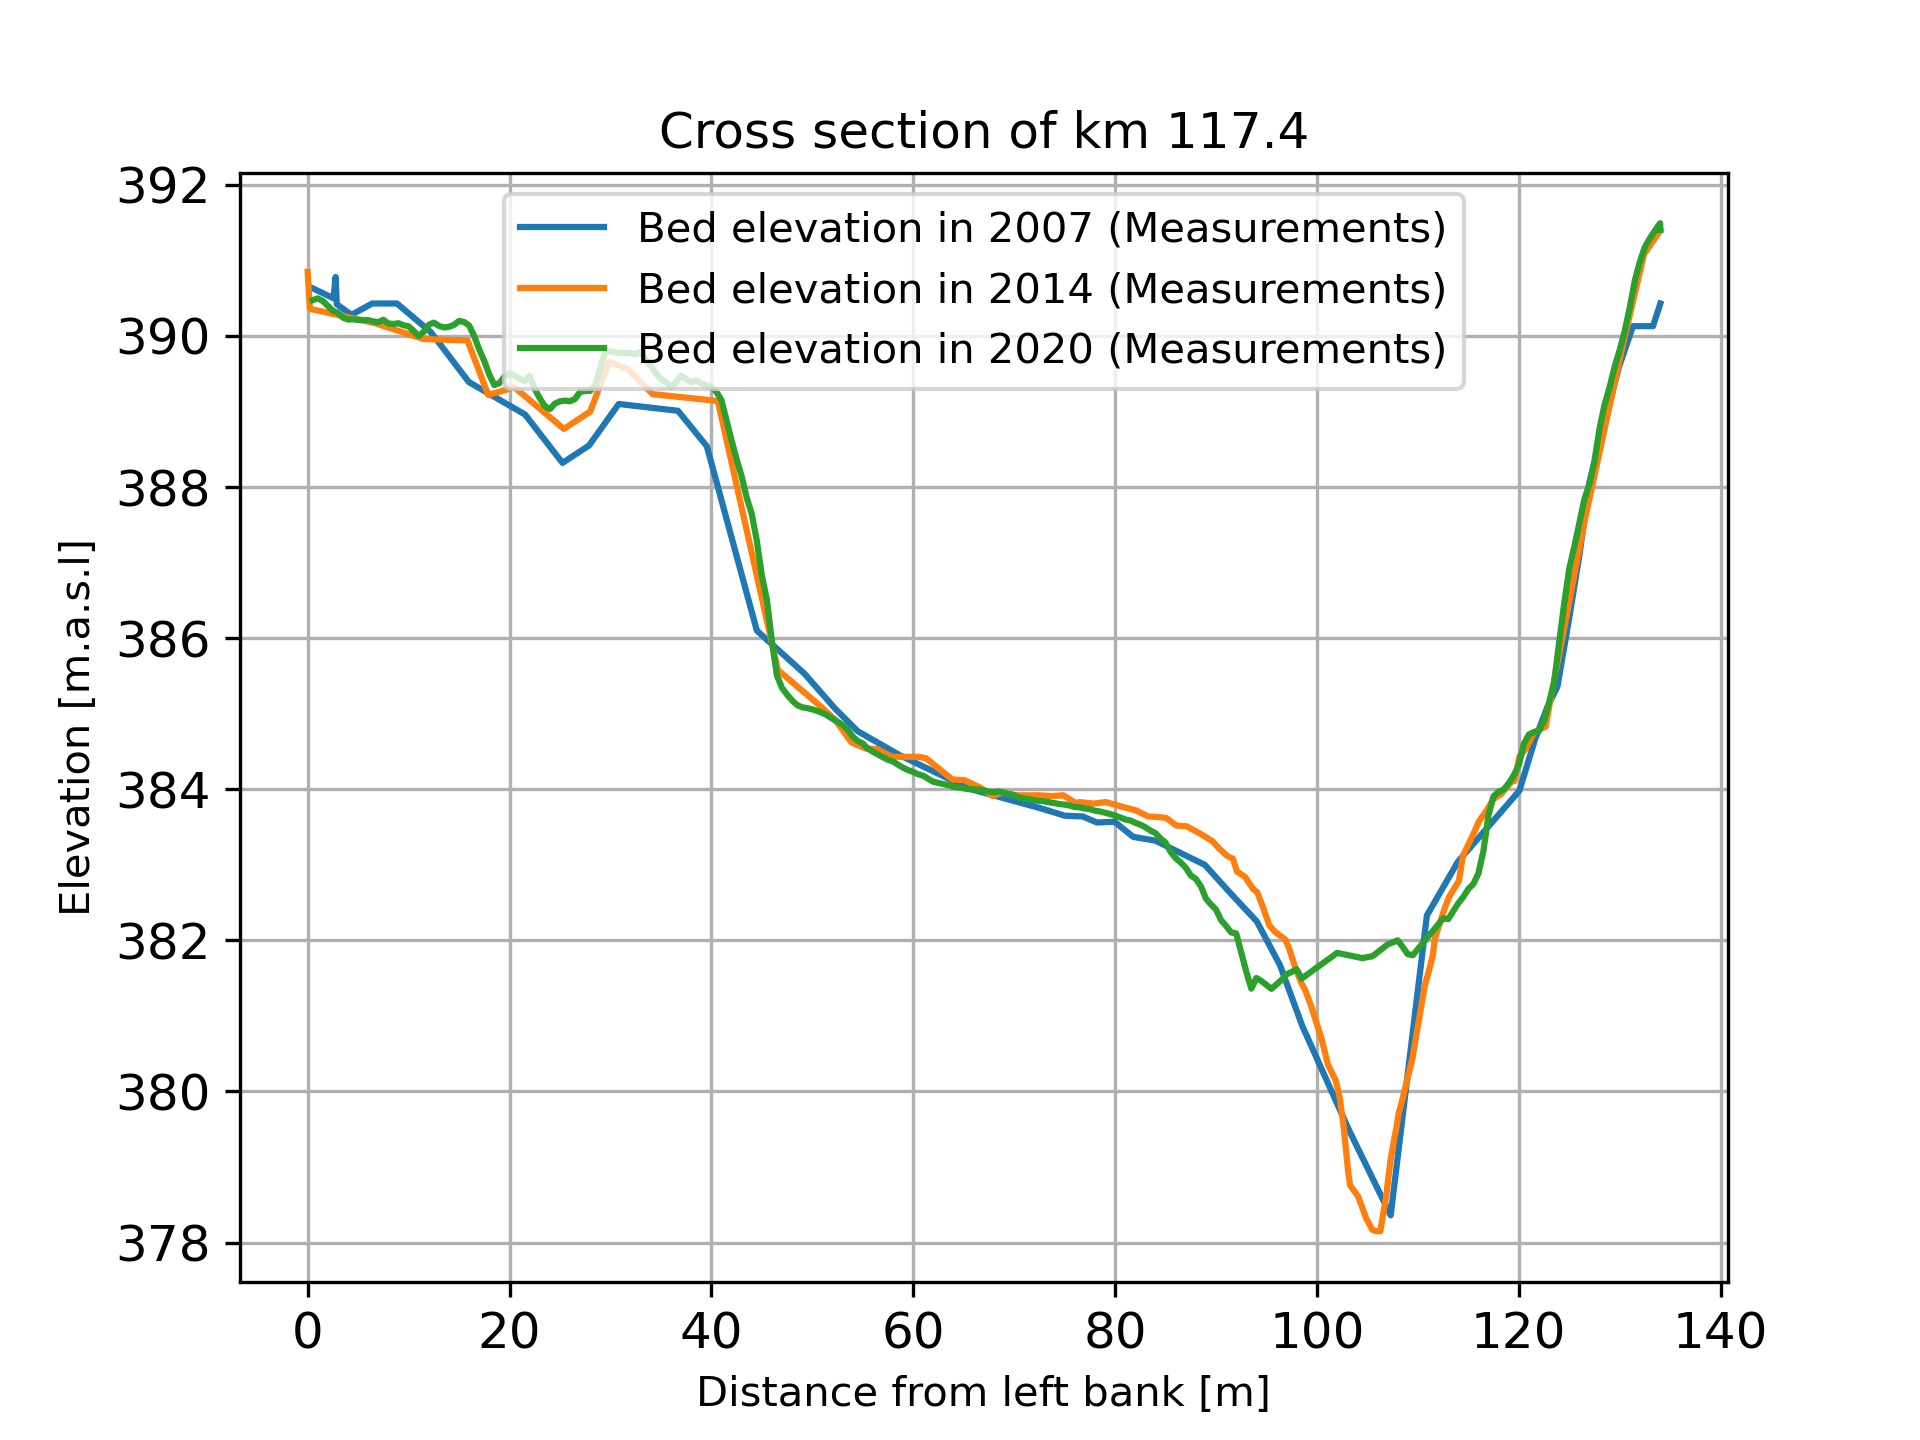 Cross section of km 117.4
392
390
388
386
384
382
380
378
Elevation [m.a.s.l]
Bed elevation in 2007 (Measurements)
Bed elevation in 2014 (Measurements)
Bed elevation in 2020 (Measurements)
0 20 40 60 80 100 120 140
Distance from left bank [m]